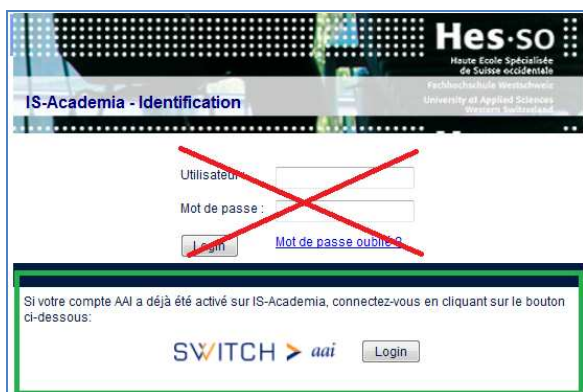 Hes·so
Haute Ecole Spécialisée
de Suisse occidentale
Fachhochschule Westschweiz
University of Applied Sciences
Western Switzerland
IS-Academia - Identification
Utilisateur :
Mot de passe :
Login
Mot de passe oublié ?
Si votre compte AAI a déjà été activé sur IS-Academia, connectez-vous en cliquant sur le bouton
ci-dessous:
SWITCH > aai Login